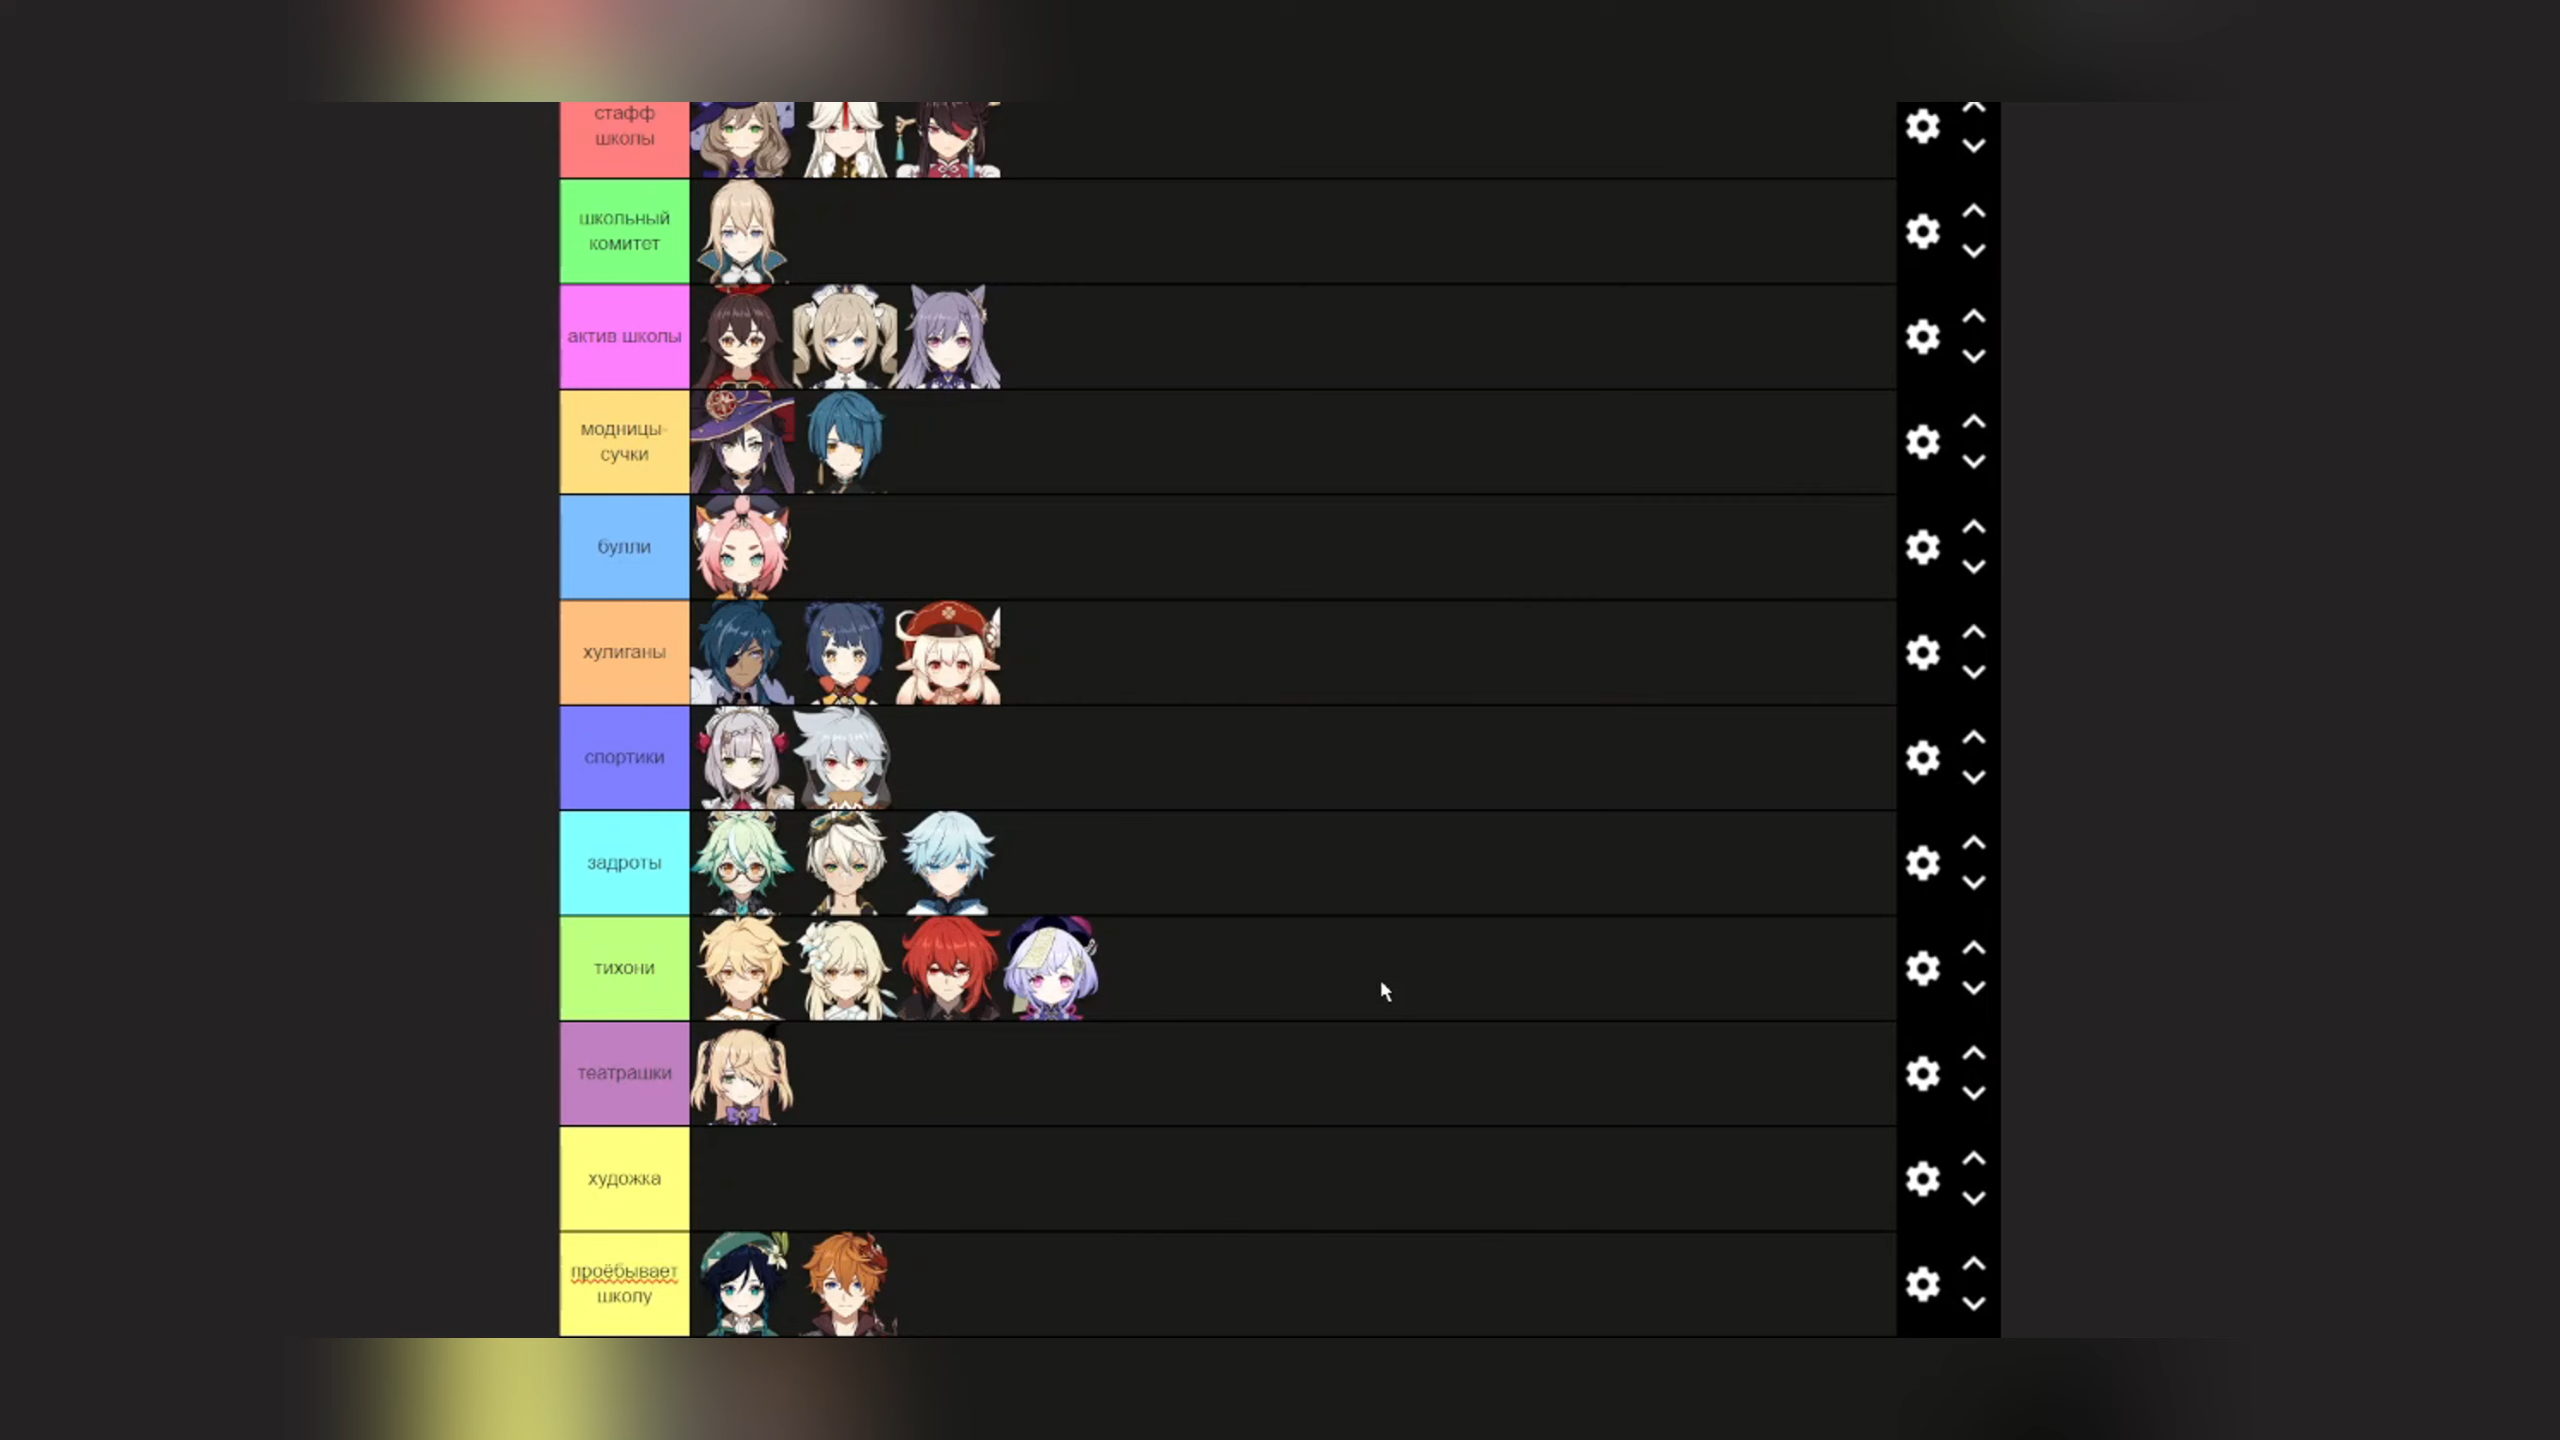 стафф
школы
школьный
комитет
актив школы
модницы-
сучки
булли
хулиганы
спортики
задроты
тихони
театрашки
художка
проёбывает
школу